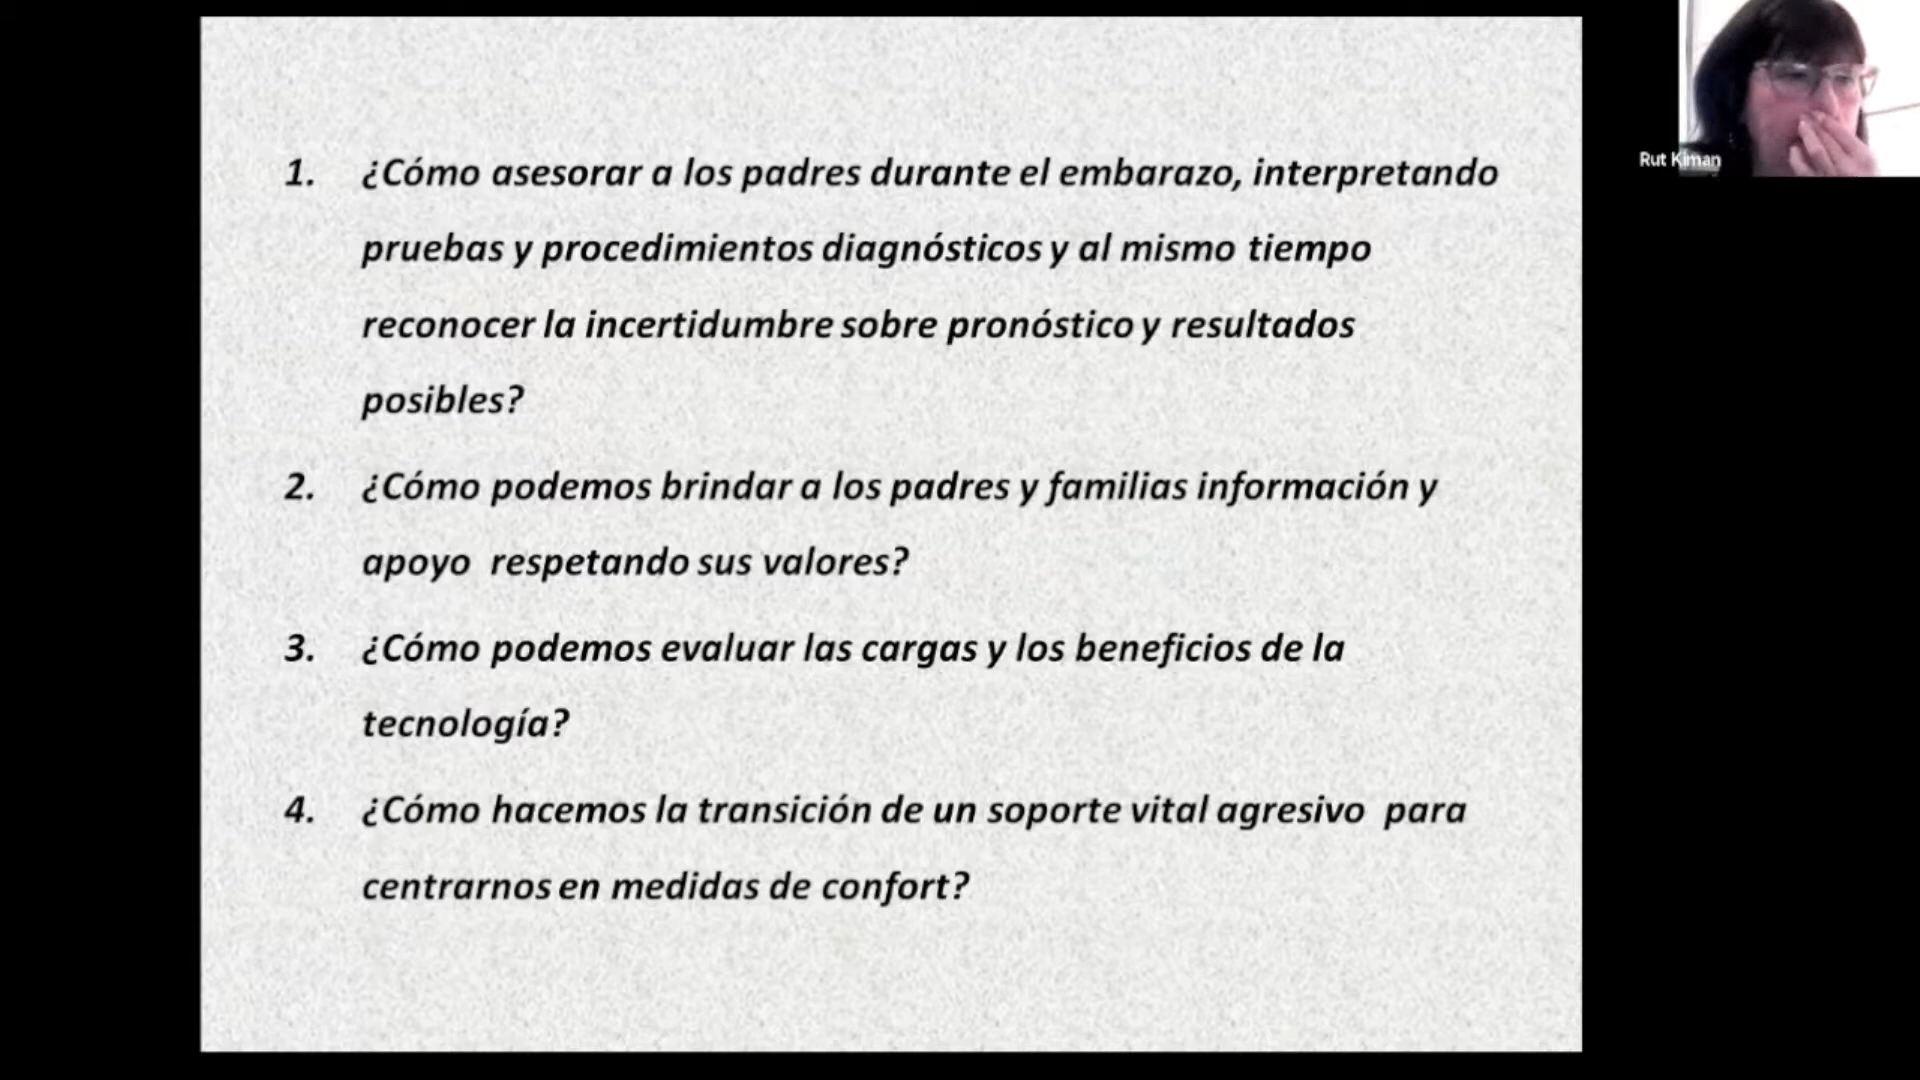 1. ¿Cómo asesorar a los padres durante el embarazo, interpretando
pruebas y procedimientos diagnósticos y al mismo tiempo
reconocer la incertidumbre sobre pronóstico y resultados
posibles?
2. ¿Cómo podemos brindar a los padres y familias información y
apoyo respetando sus valores?
3. ¿Cómo podemos evaluar las cargas y los beneficios de la
tecnología?
4. ¿Cómo hacemos la transición de un soporte vital agresivo para
centrarnos en medidas de confort?
Rut Kiman